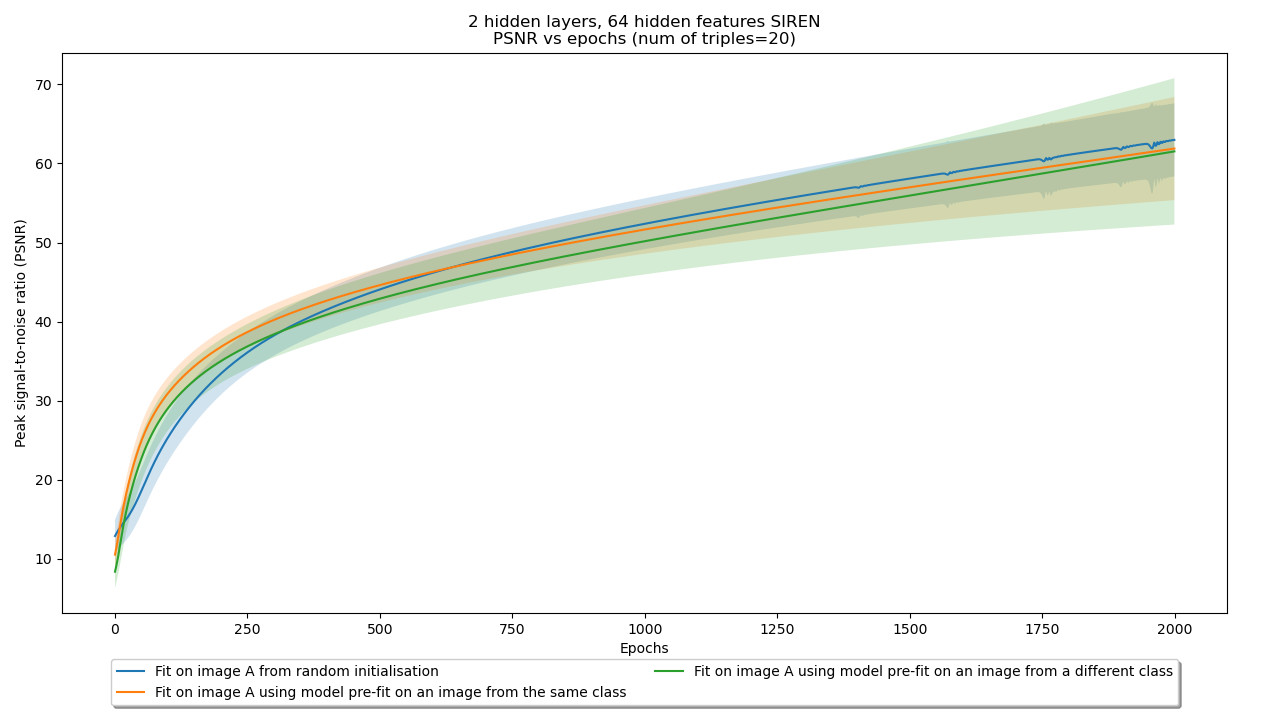 2 hidden layers, 64 hidden features SIREN
PSNR vs epochs (num of triples=20)
Peak signal-to-noise ratio (PSNR)
70
60
50
40
30
20
10
0 250 500 750 1000 1250 1500 1750 2000
Epochs
Fit on image A from random initialisation
Fit on image A using model pre-fit on an image from the same class
Fit on image A using model pre-fit on an image from a different class